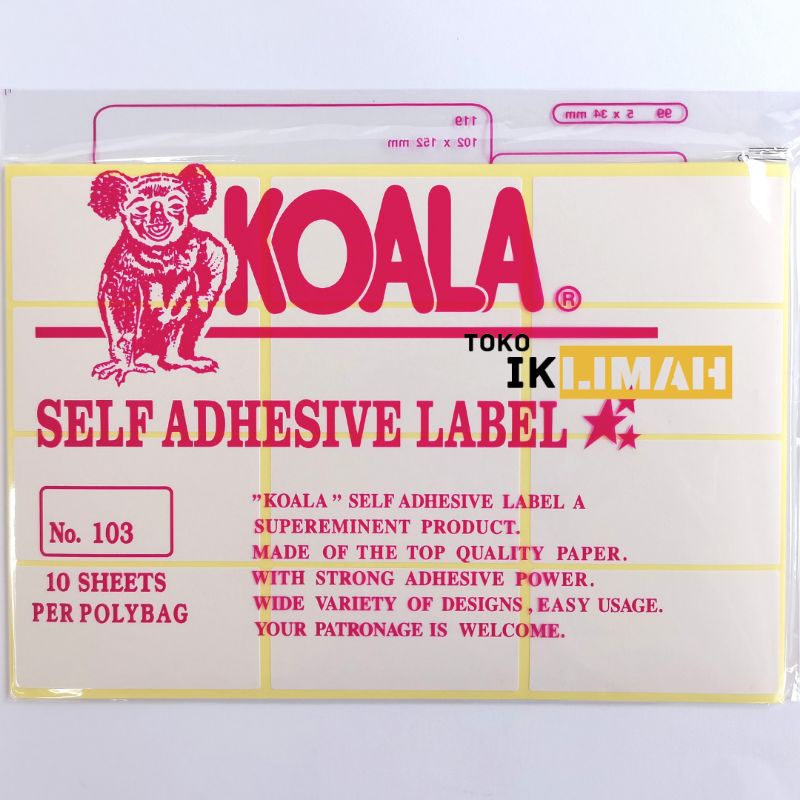 99 5 x 34 mm
119
102 x 152 mm
KOALA®
TOKO
IKLIMAH
SELF ADHESIVE LABEL
No. 103
10 SHEETS
PER POLYBAG
"KOALA" SELF ADHESIVE LABEL A
SUPEREMINENT PRODUCT.
MADE OF THE TOP QUALITY PAPER.
WITH STRONG ADHESIVE POWER.
WIDE VARIETY OF DESIGNS, EASY USAGE.
YOUR PATRONAGE IS WELCOME.